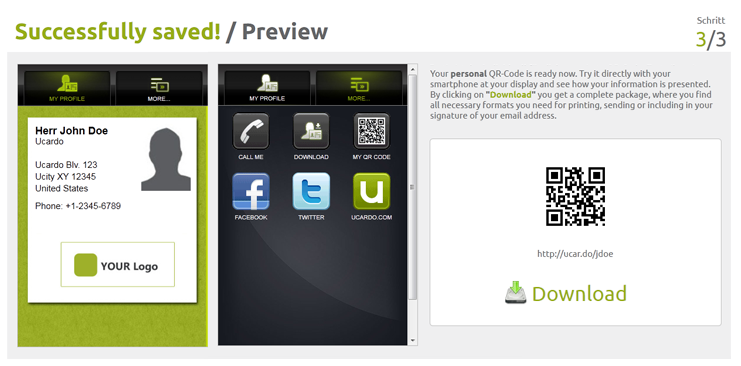 Successfully saved! / Preview
Schritt
3/3
MY PROFILE
MORE...
Herr John Doe
Ucardo
Ucardo Blv. 123
Ucity XY 12345
United States
Phone: +1-2345-6789
YOUR Logo
MY PROFILE
MORE...
CALL ME
DOWNLOAD
MY QR CODE
f
t
u
FACEBOOK
TWITTER
UCARDO.COM
Your personal QR-Code is ready now. Try it directly with your
smartphone at your display and see how your information is presented.
By clicking on "Download" you get a complete package, where you find
all necessary formats you need for printing, sending or including in your
signature of your email address.
http://ucar.do/jdoe
Download